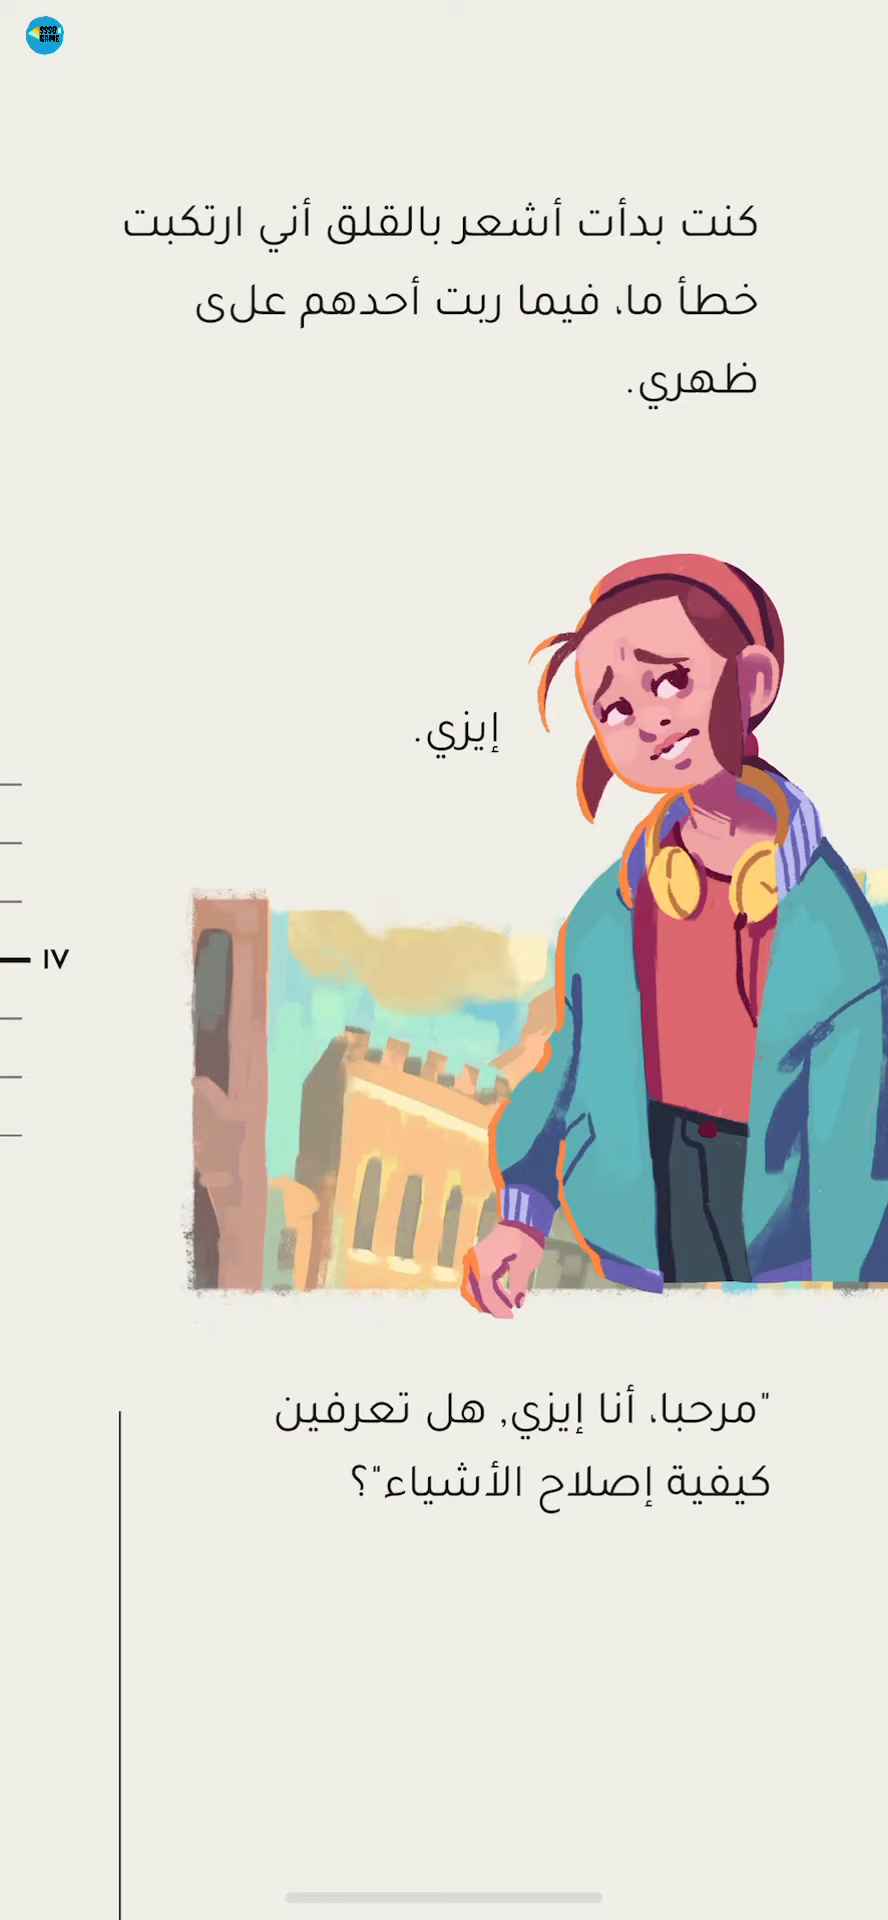 كنت بدأت أشعر بالقلق أني ارتكبت
خطأ ما، فيما ربت أحدهم على
ظهري.
إيزي.
IV
"مرحبا، أنا إيزي, هل تعرفين
كيفية إصلاح الأشياء"؟